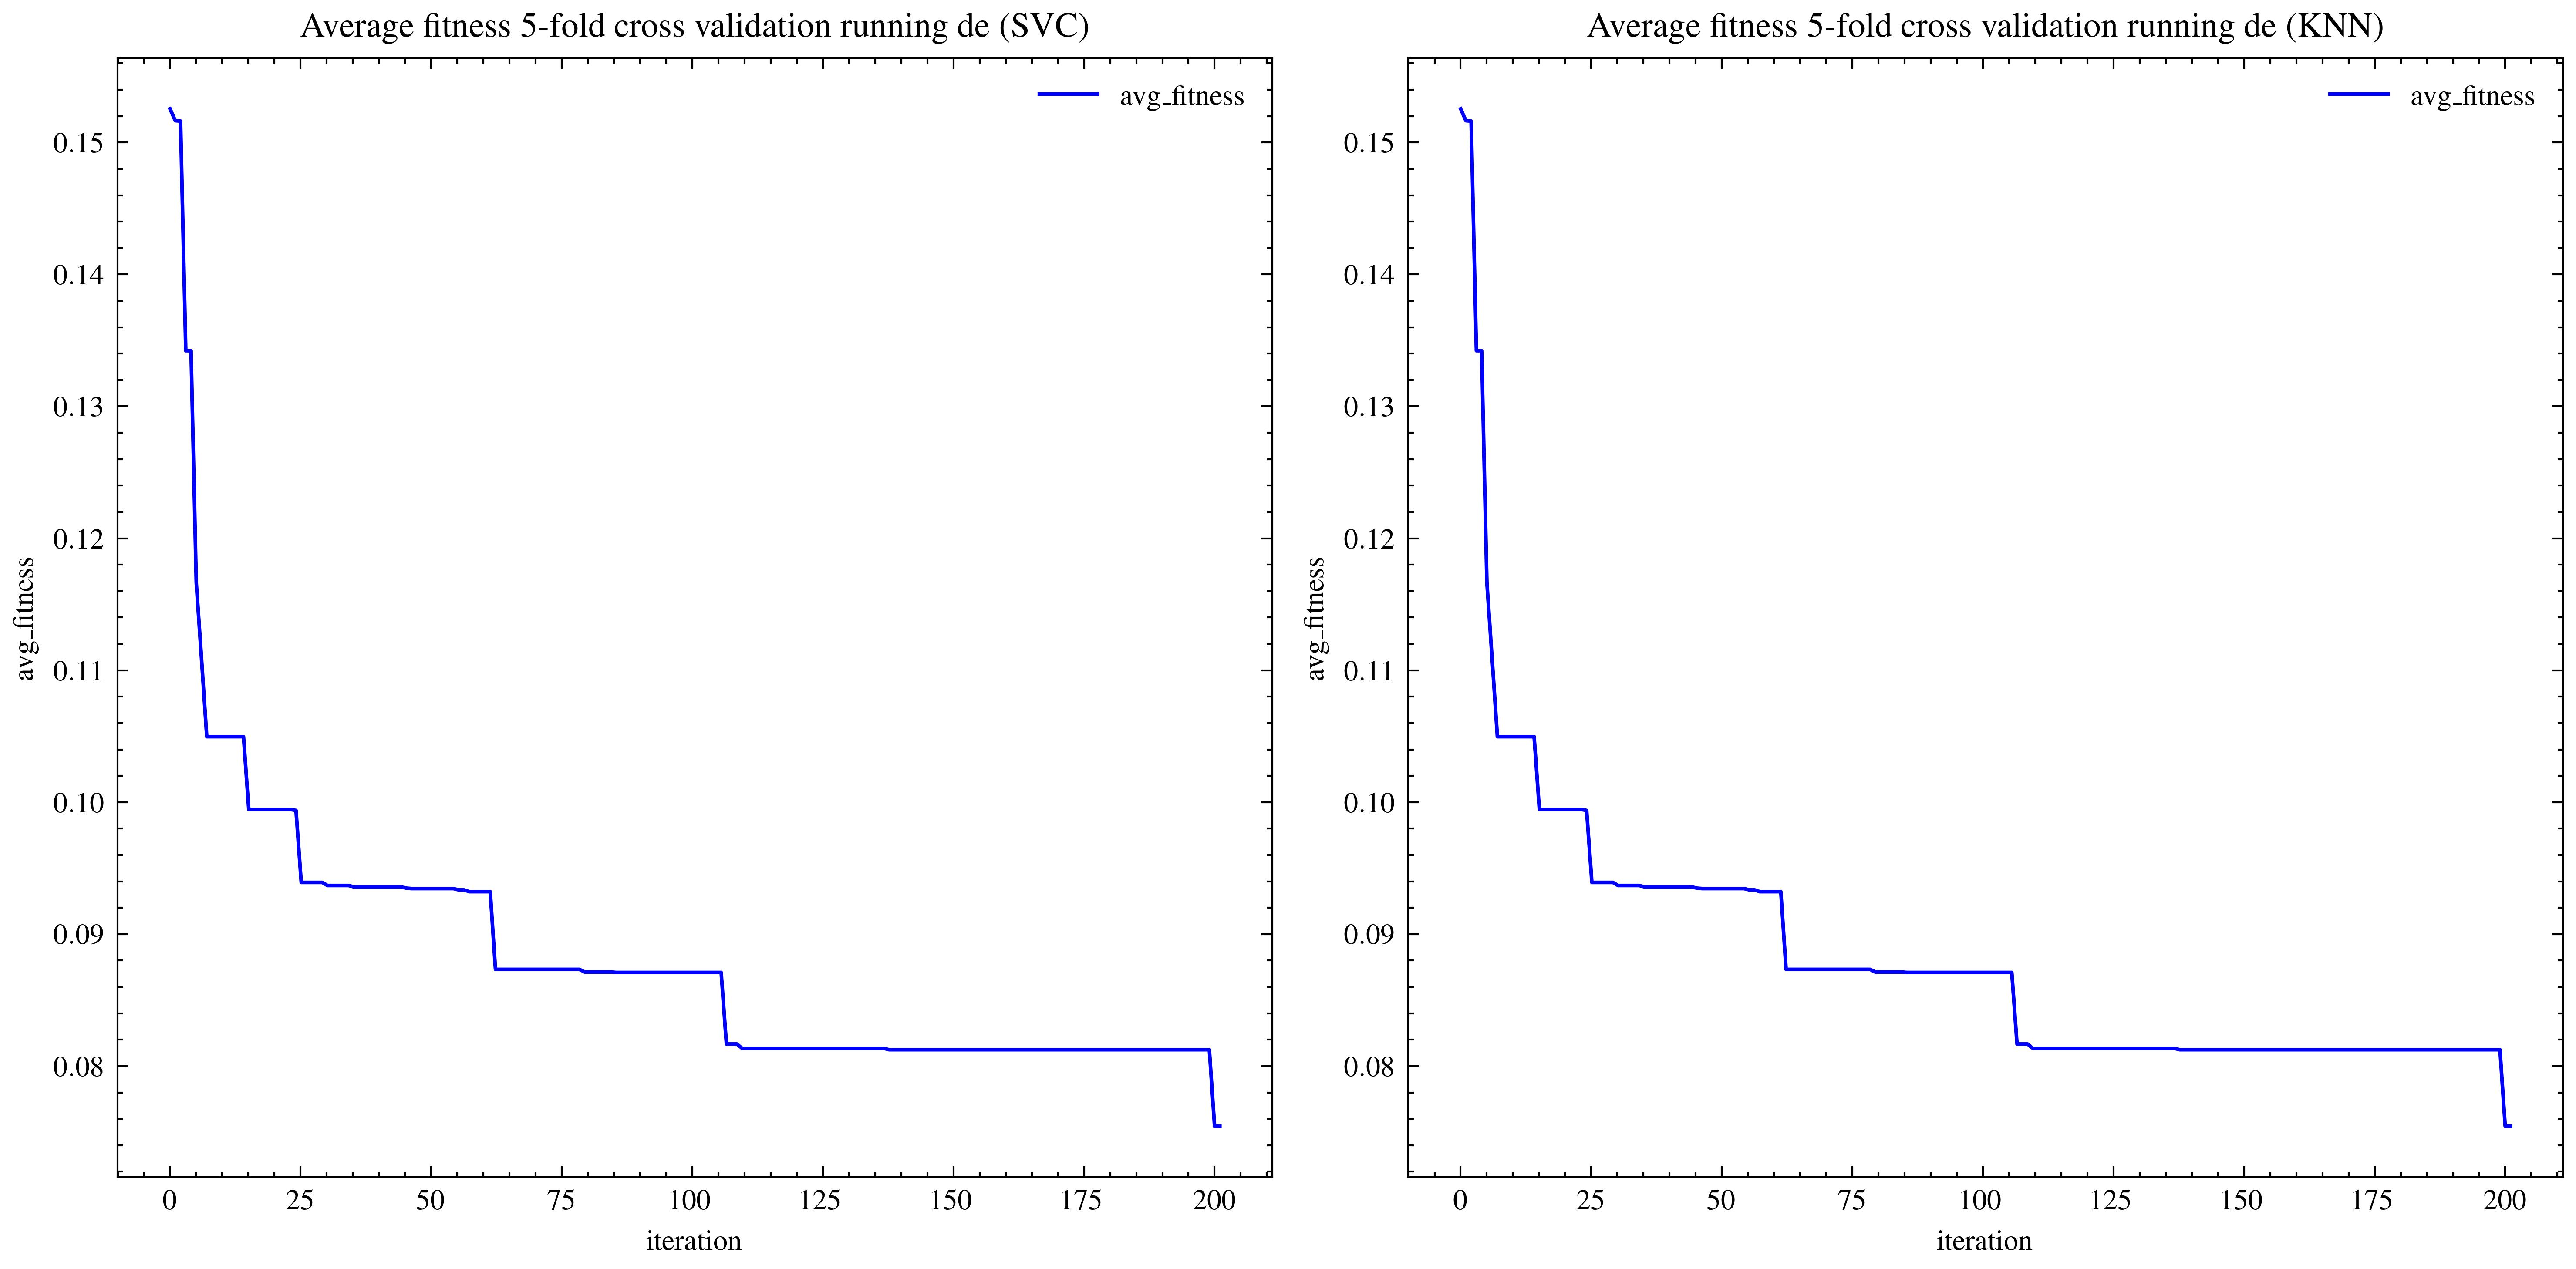 Average fitness 5-fold cross validation running de (SVC)
avg_fitness
0.15
0.14
0.13
0.12
0.11
0.10
0.09
0.08
avg_fitness
0 25 50 75 100 125 150 175 200
iteration
Average fitness 5-fold cross validation running de (KNN)
avg_fitness
0.15
0.14
0.13
0.12
0.11
0.10
0.09
0.08
avg_fitness
0 25 50 75 100 125 150 175 200
iteration